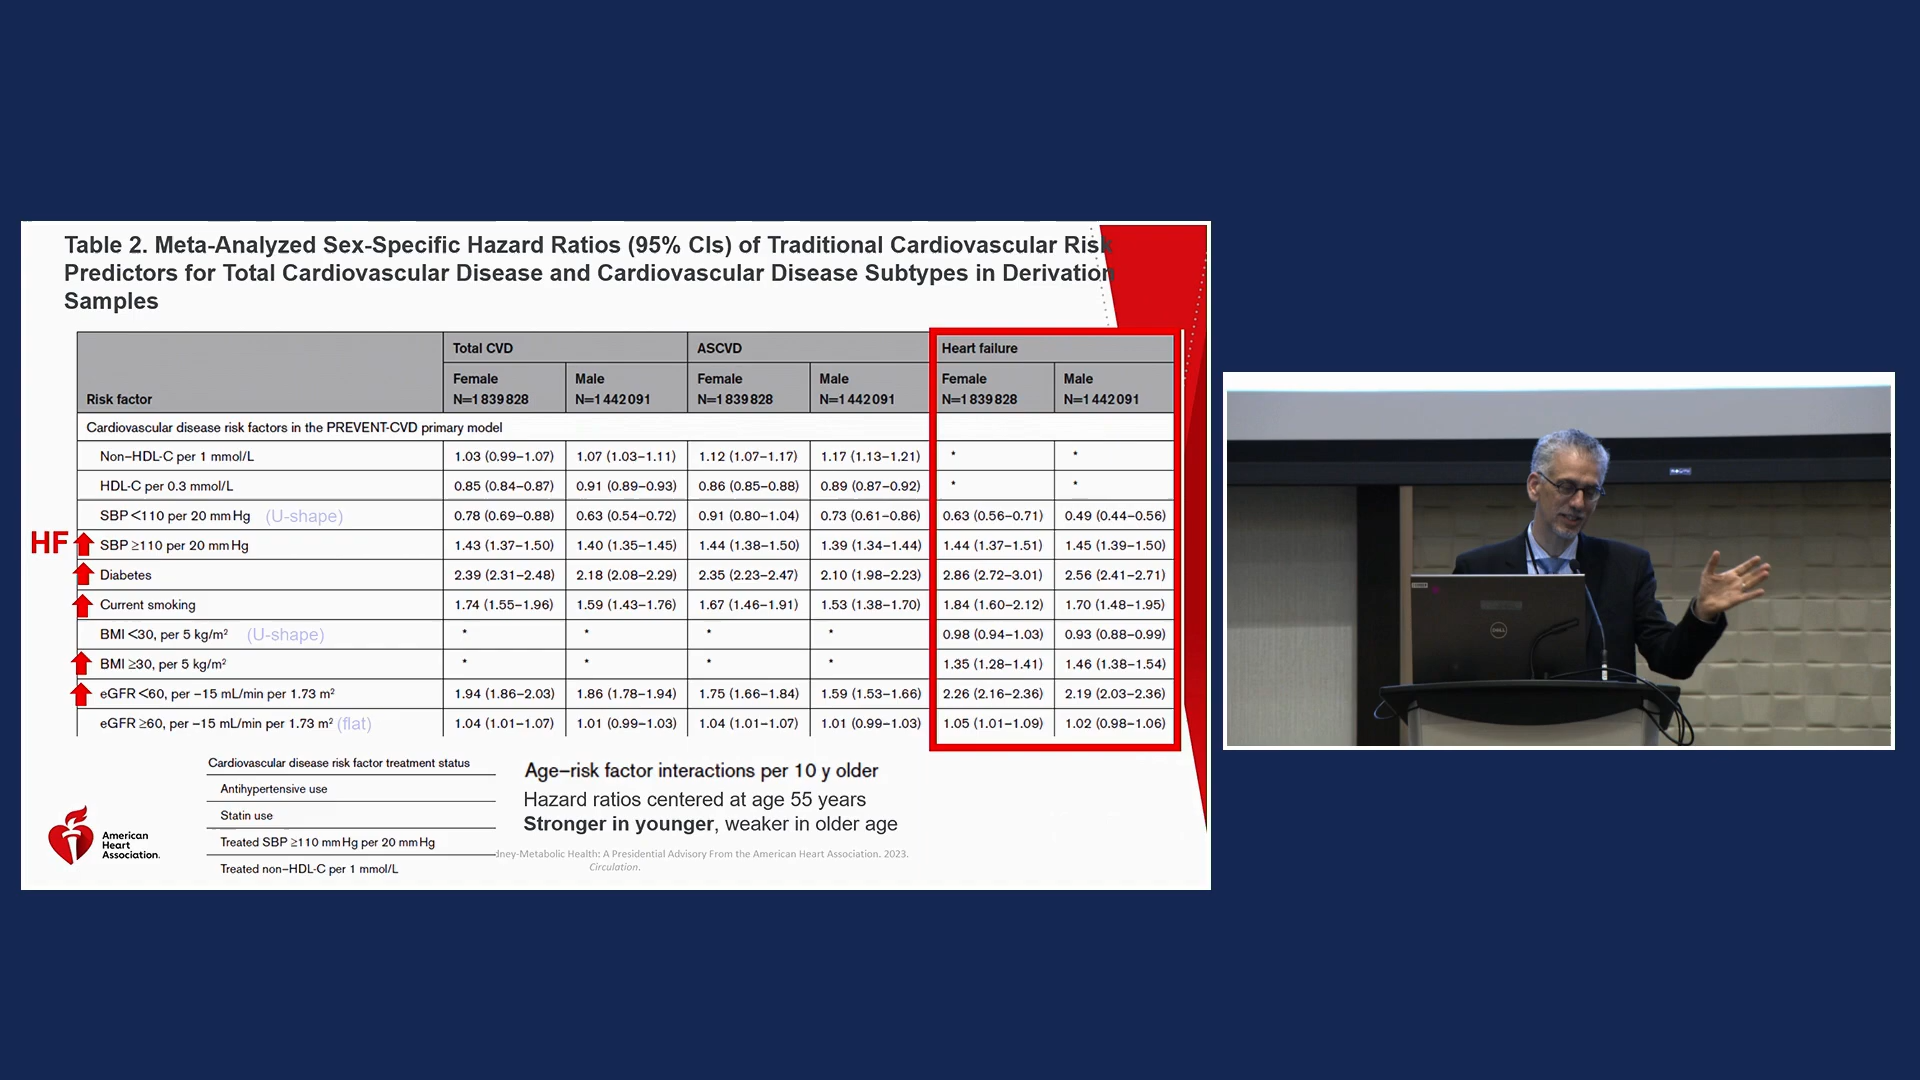 Table 2. Meta-Analyzed Sex-Specific Hazard Ratios (95% CIs) of Traditional Cardiovascular Risk
Predictors for Total Cardiovascular Disease and Cardiovascular Disease Subtypes in Derivation
Samples
Total CVD ASCVD Heart failure
Female Male Female Male Female Male
Risk factor N=1 839 828 N=1 442 091 N=1 839 828 N=1 442 091 N=1 839 828 N=1 442 091
Cardiovascular disease risk factors in the PREVENT-CVD primary model
Non–HDL-C per 1 mmol/L 1.03 (0.99–1.07) 1.07 (1.03–1.11) 1.12 (1.07–1.17) 1.17 (1.13–1.21) * *
HDL-C per 0.3 mmol/L 0.85 (0.84–0.87) 0.91 (0.89–0.93) 0.86 (0.85–0.88) 0.89 (0.87–0.92) * *
SBP <110 per 20 mm Hg (U-shape) 0.78 (0.69–0.88) 0.63 (0.54–0.72) 0.91 (0.80–1.04) 0.73 (0.61–0.86) 0.63 (0.56–0.71) 0.49 (0.44–0.56)
HF SBP ≥110 per 20 mm Hg 1.43 (1.37–1.50) 1.40 (1.35–1.45) 1.44 (1.38–1.50) 1.39 (1.34–1.44) 1.44 (1.37–1.51) 1.45 (1.39–1.50)
Diabetes 2.39 (2.31–2.48) 2.18 (2.08–2.29) 2.35 (2.23–2.47) 2.10 (1.98–2.23) 2.86 (2.72–3.01) 2.56 (2.41–2.71)
Current smoking 1.74 (1.55–1.96) 1.59 (1.43–1.76) 1.67 (1.46–1.91) 1.53 (1.38–1.70) 1.84 (1.60–2.12) 1.70 (1.48–1.95)
BMI <30, per 5 kg/m² (U-shape) * * * * 0.98 (0.94–1.03) 0.93 (0.88–0.99)
BMI ≥30, per 5 kg/m² * * * * 1.35 (1.28–1.41) 1.46 (1.38–1.54)
eGFR <60, per –15 mL/min per 1.73 m² 1.94 (1.86–2.03) 1.86 (1.78–1.94) 1.75 (1.66–1.84) 1.59 (1.53–1.66) 2.26 (2.16–2.36) 2.19 (2.03–2.36)
eGFR ≥60, per –15 mL/min per 1.73 m² (flat) 1.04 (1.01–1.07) 1.01 (0.99–1.03) 1.04 (1.01–1.07) 1.01 (0.99–1.03) 1.05 (1.01–1.09) 1.02 (0.98–1.06)
Cardiovascular disease risk factor treatment status
Antihypertensive use
Statin use
Treated SBP ≥110 mm Hg per 20 mm Hg
Treated non–HDL-C per 1 mmol/L
Age–risk factor interactions per 10 y older
Hazard ratios centered at age 55 years
Stronger in younger, weaker in older age
dney-Metabolic Health: A Presidential Advisory From the American Heart Association. 2023.
Circulation.
American
Heart
Association.
DELL